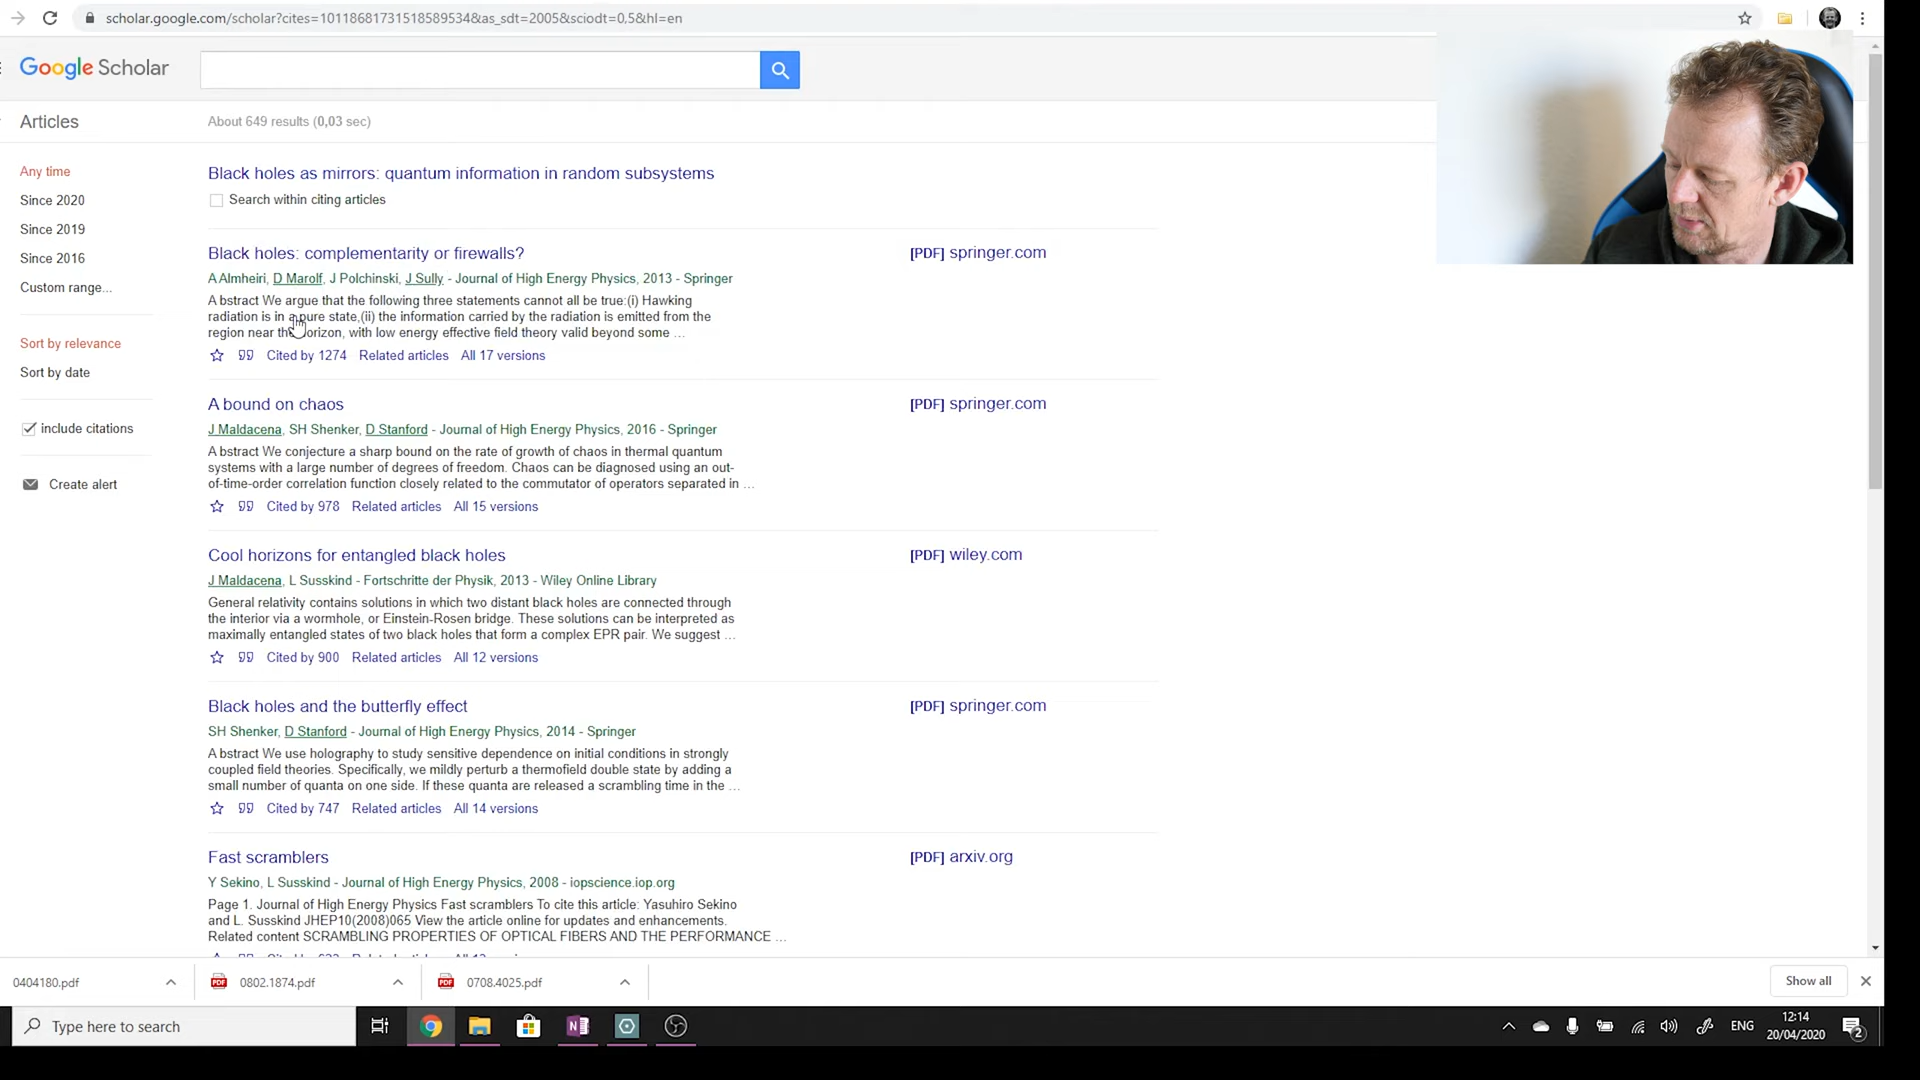 scholar.google.com/scholar?cites=10118681731518589534&as_sdt=2005&sciodt=0,5&hl=en
Google Scholar
Articles
About 649 results (0,03 sec)
Any time
Since 2020
Since 2019
Since 2016
Custom range...
Sort by relevance
Sort by date
include citations
Create alert
Black holes as mirrors: quantum information in random subsystems
Search within citing articles
Black holes: complementarity or firewalls?
[PDF] springer.com
A Almheiri, D Marolf, J Polchinski, J Sully - Journal of High Energy Physics, 2013 - Springer
A bstract We argue that the following three statements cannot all be true:(i) Hawking
radiation is in a pure state,(ii) the information carried by the radiation is emitted from the
region near the horizon, with low energy effective field theory valid beyond some ...
Cited by 1274 Related articles All 17 versions
A bound on chaos
[PDF] springer.com
J Maldacena, SH Shenker, D Stanford - Journal of High Energy Physics, 2016 - Springer
A bstract We conjecture a sharp bound on the rate of growth of chaos in thermal quantum
systems with a large number of degrees of freedom. Chaos can be diagnosed using an out-
of-time-order correlation function closely related to the commutator of operators separated in ...
Cited by 978 Related articles All 15 versions
Cool horizons for entangled black holes
[PDF] wiley.com
J Maldacena, L Susskind - Fortschritte der Physik, 2013 - Wiley Online Library
General relativity contains solutions in which two distant black holes are connected through
the interior via a wormhole, or Einstein-Rosen bridge. These solutions can be interpreted as
maximally entangled states of two black holes that form a complex EPR pair. We suggest ...
Cited by 900 Related articles All 12 versions
Black holes and the butterfly effect
[PDF] springer.com
SH Shenker, D Stanford - Journal of High Energy Physics, 2014 - Springer
A bstract We use holography to study sensitive dependence on initial conditions in strongly
coupled field theories. Specifically, we mildly perturb a thermofield double state by adding a
small number of quanta on one side. If these quanta are released a scrambling time in the ...
Cited by 747 Related articles All 14 versions
Fast scramblers
[PDF] arxiv.org
Y Sekino, L Susskind - Journal of High Energy Physics, 2008 - iopscience.iop.org
Page 1. Journal of High Energy Physics Fast scramblers To cite this article: Yasuhiro Sekino
and L. Susskind JHEP10(2008)065 View the article online for updates and enhancements.
Related content SCRAMBLING PROPERTIES OF OPTICAL FIBERS AND THE PERFORMANCE ...
0404180.pdf
0802.1874.pdf
0708.4025.pdf
Show all
Type here to search
ENG
12:14
20/04/2020
2